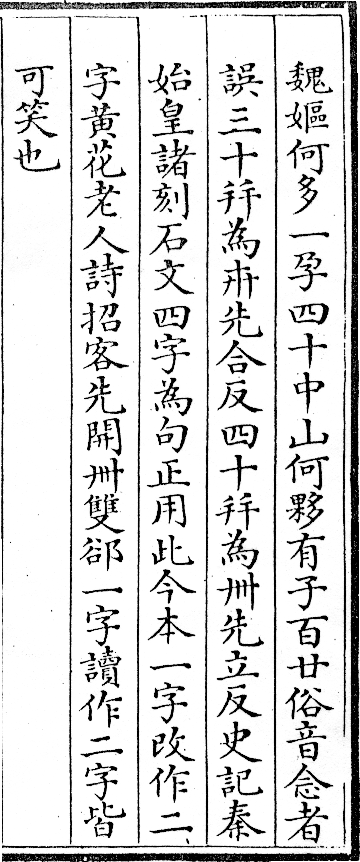 魏嫗何多一孕四十中山何夥有子百廿俗音念者
誤三十秝為卅先合反四十秝為卌先立反史記秦
始皇諸刻石文四字為句正用此今本一字改作二
字黃花老人詩招客先開卌雙郤一字讀作二字皆
可笑也